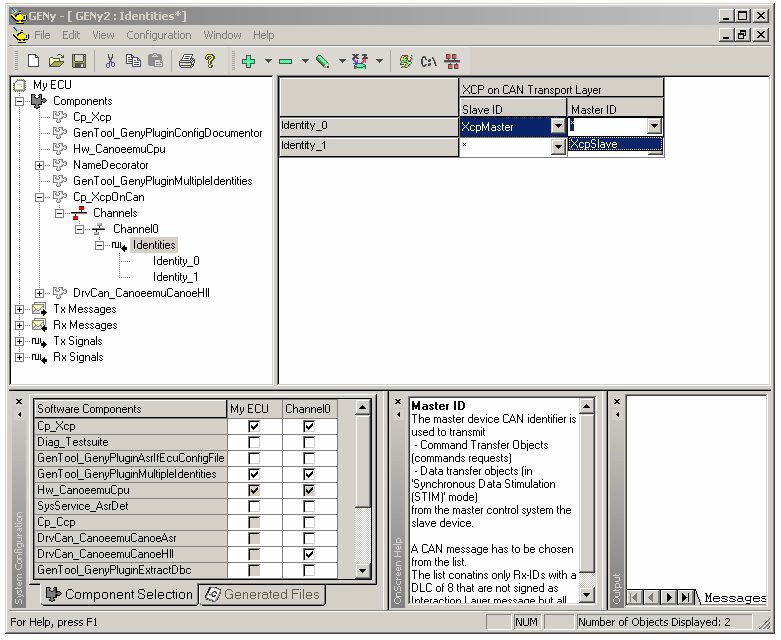 GENy - [ GENy2 : Identities*]
File Edit View Configuration Window Help
C:\
My ECU
Components
Cp_Xcp
GenTool_GenyPluginConfigDocumentor
Hw_CanoeemuCpu
NameDecorator
GenTool_GenyPluginMultipleIdentities
Cp_XcpOnCan
Channels
Channel0
Identities
Identity_0
Identity_1
DrvCan_CanoeemuCanoeHll
Tx Messages
Rx Messages
Tx Signals
Rx Signals
XCP on CAN Transport Layer
Slave ID Master ID
Identity_0 XcpMaster *
Identity_1 * XcpSlave
System Configuration
Software Components My ECU Channel0
Cp_Xcp
Diag_Testsuite
GenTool_GenyPluginAsrIfEcuConfigFile
GenTool_GenyPluginMultipleIdentities
Hw_CanoeemuCpu
SysService_AsrDet
Cp_Ccp
DrvCan_CanoeemuCanoeAsr
DrvCan_CanoeemuCanoeHll
GenTool_GenyPluginExtractDbc
Component Selection Generated Files
OnScreen Help
Master ID
The master device CAN identifier is
used to transmit
- Command Transfer Objects
(commands requests)
- Data transfer objects (in
'Synchronous Data Stimulation
(STIM)' mode)
from the master control system the
slave device.
A CAN message has to be chosen
from the list.
The list conatins only Rx-IDs with a
DLC of 8 that are not signed as
Interaction Layer message but all
Output
Messages
For Help, press F1
NUM
Number of Objects Displayed: 2